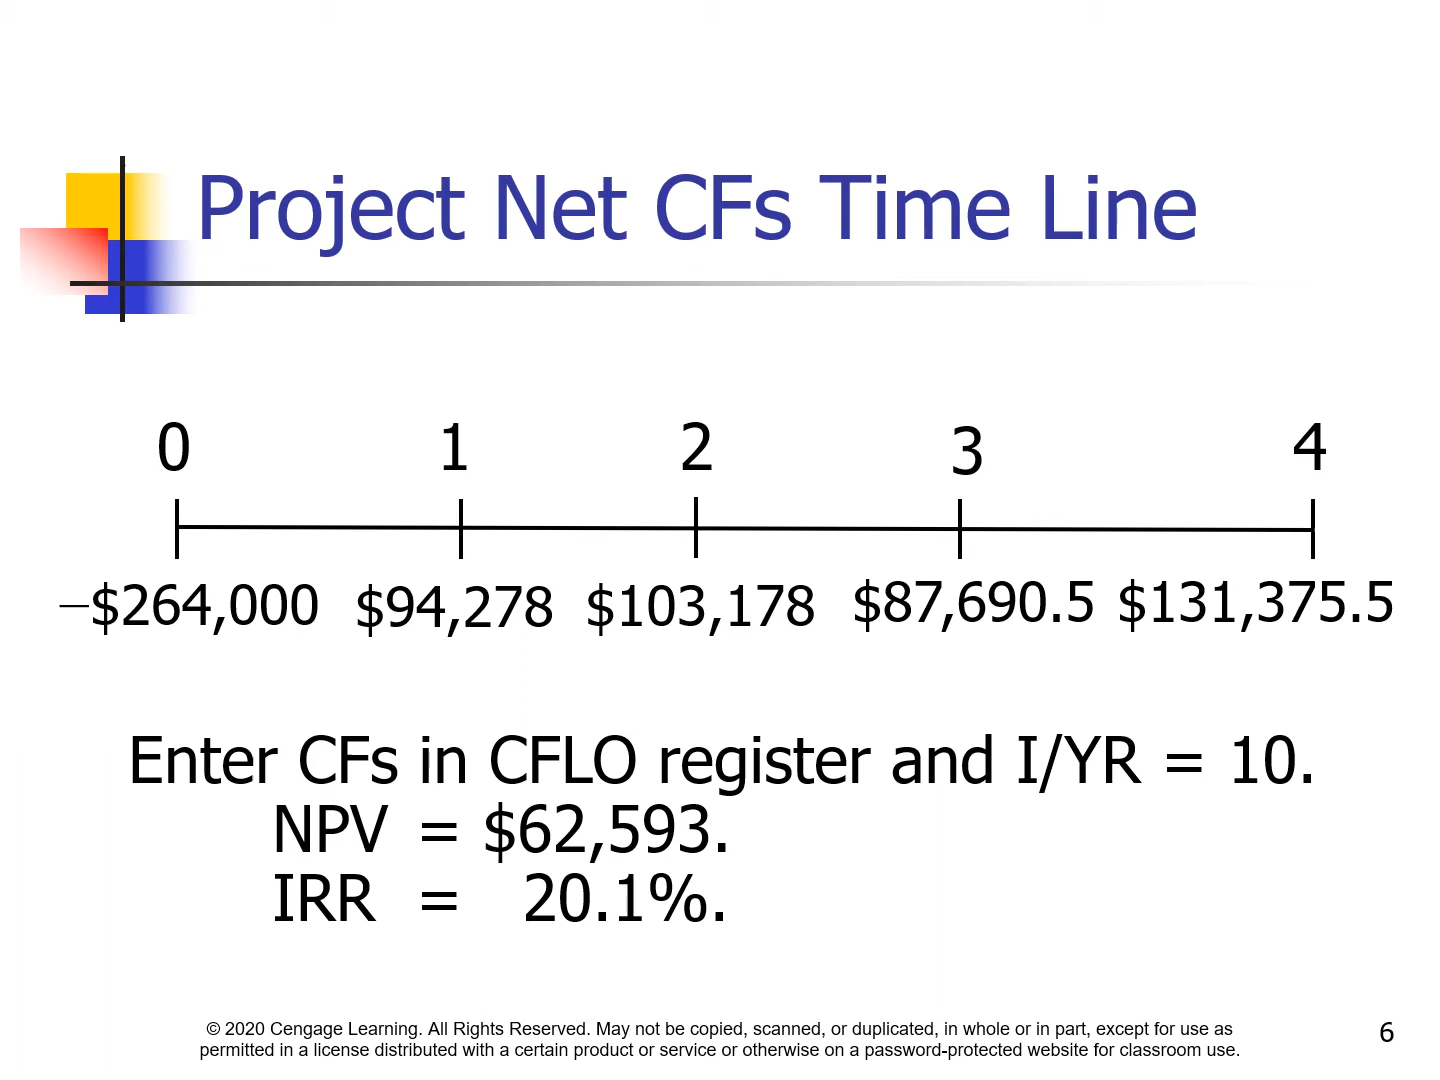 Project Net CFs Time Line
0 1 2 3 4
–$264,000 $94,278 $103,178 $87,690.5 $131,375.5
Enter CFs in CFLO register and I/YR = 10.
NPV = $62,593.
IRR = 20.1%.
© 2020 Cengage Learning. All Rights Reserved. May not be copied, scanned, or duplicated, in whole or in part, except for use as
permitted in a license distributed with a certain product or service or otherwise on a password-protected website for classroom use.
6